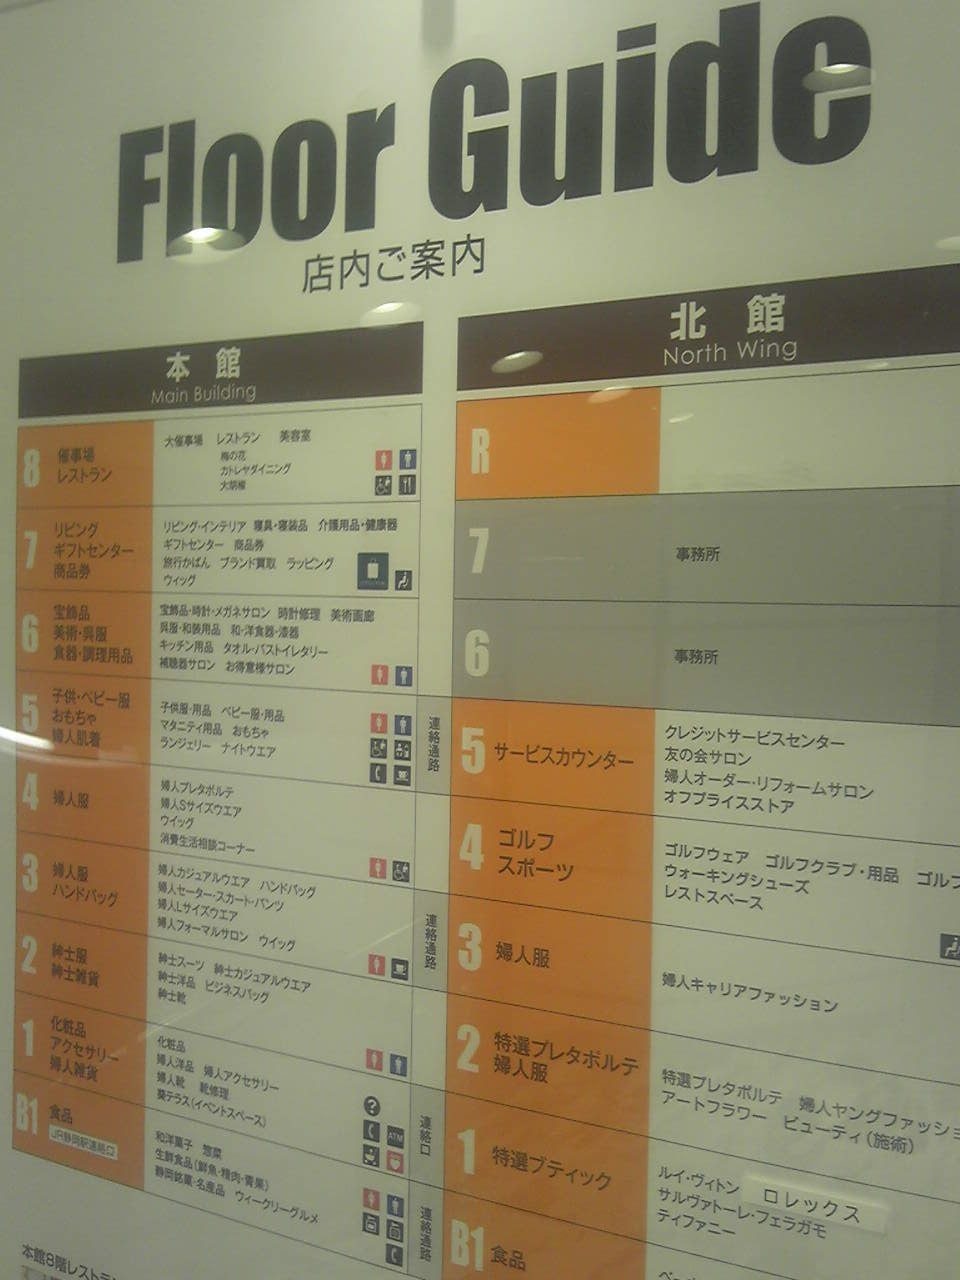 Floor Guide
店内ご案内
本館
Main Building
8 催事場
レストラン
大催事場 レストラン 美容室
梅の花
カトレヤダイニング
大胡椒
7 リビング
ギフトセンター
商品券
リビング・インテリア 寝具・寝装品 介護用品・健康器
ギフトセンター 商品券
旅行かばん ブランド買取 ラッピング
ウィッグ
6 宝飾品
美術・呉服
食器・調理用品
宝飾品・時計・メガネサロン 時計修理 美術画廊
呉服・和装用品 和・洋食器・漆器
キッチン用品 タオル・バストイレタリー
補聴器サロン お得意様サロン
5 子供・ベビー服
おもちゃ
婦人肌着
子供服・用品 ベビー服・用品
マタニティ用品 おもちゃ
ランジェリー ナイトウエア
連絡通路
4 婦人服
婦人プレタポルテ
婦人Sサイズウエア
ウイッグ
消費生活相談コーナー
3 婦人服
ハンドバッグ
婦人カジュアルウエア ハンドバッグ
婦人セーター・スカート・パンツ
婦人Lサイズウエア
婦人フォーマルサロン ウイッグ
連絡通路
2 紳士服
紳士雑貨
紳士スーツ 紳士カジュアルウエア
紳士洋品 ビジネスバッグ
紳士靴
1 化粧品
アクセサリー
婦人雑貨
化粧品
婦人洋品 婦人アクセサリー
婦人靴 靴修理
葵テラス(イベントスペース)
?
ATM
連絡口
B1 食品
JR静岡駅連絡口
和洋菓子 惣菜
生鮮食品(鮮魚・精肉・青果)
静岡銘菓・名産品 ウィークリーグルメ
連絡通路
本館8階レストラン
北館
North Wing
R
7
事務所
6
事務所
5 サービスカウンター
クレジットサービスセンター
友の会サロン
婦人オーダー・リフォームサロン
オフプライスストア
4 ゴルフ
スポーツ
ゴルフウェア ゴルフクラブ・用品 ゴルフ
ウォーキングシューズ
レストスペース
3 婦人服
婦人キャリアファッション
2 特選プレタポルテ
婦人服
特選プレタポルテ 婦人ヤングファッショ
アートフラワー ビューティ(施術)
1 特選ブティック
ルイ・ヴィトン ロレックス
サルヴァトーレ・フェラガモ
ティファニー
B1 食品